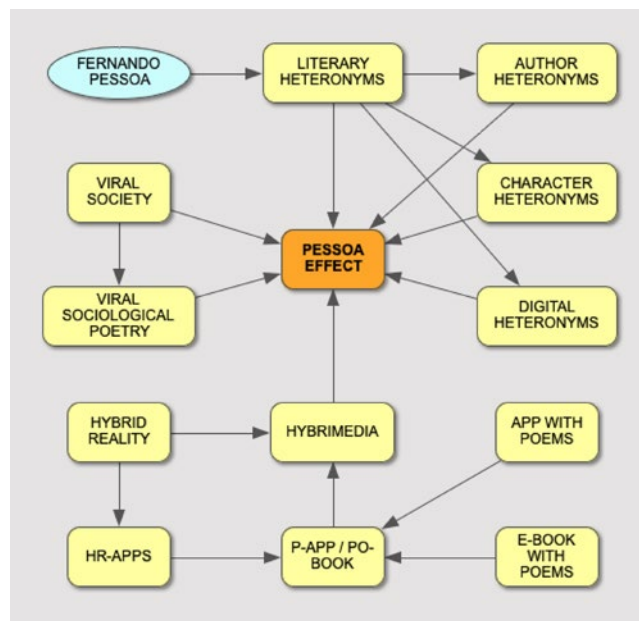 FERNANDO
PESSOA
LITERARY
HETERONYMS
AUTHOR
HETERONYMS
VIRAL
SOCIETY
CHARACTER
HETERONYMS
PESSOA
EFFECT
VIRAL
SOCIOLOGICAL
POETRY
DIGITAL
HETERONYMS
HYBRID
REALITY
HYBRIMEDIA
APP WITH
POEMS
HR-APPS
P-APP / PO-
BOOK
E-BOOK
WITH
POEMS